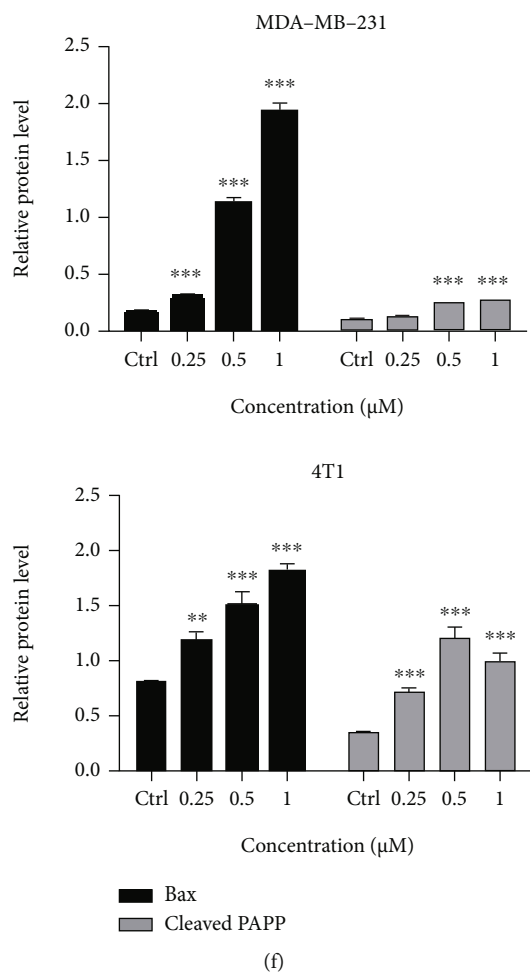 MDA–MB–231
Relative protein level
2.5
2.0
1.5
1.0
0.5
0.0
***
***
***
***
***
Ctrl 0.25 0.5 1 Ctrl 0.25 0.5 1
Concentration (μM)
4T1
Relative protein level
2.5
2.0
1.5
1.0
0.5
0.0
**
***
***
***
***
***
Ctrl 0.25 0.5 1 Ctrl 0.25 0.5 1
Concentration (μM)
Bax
Cleaved PAPP
(f)